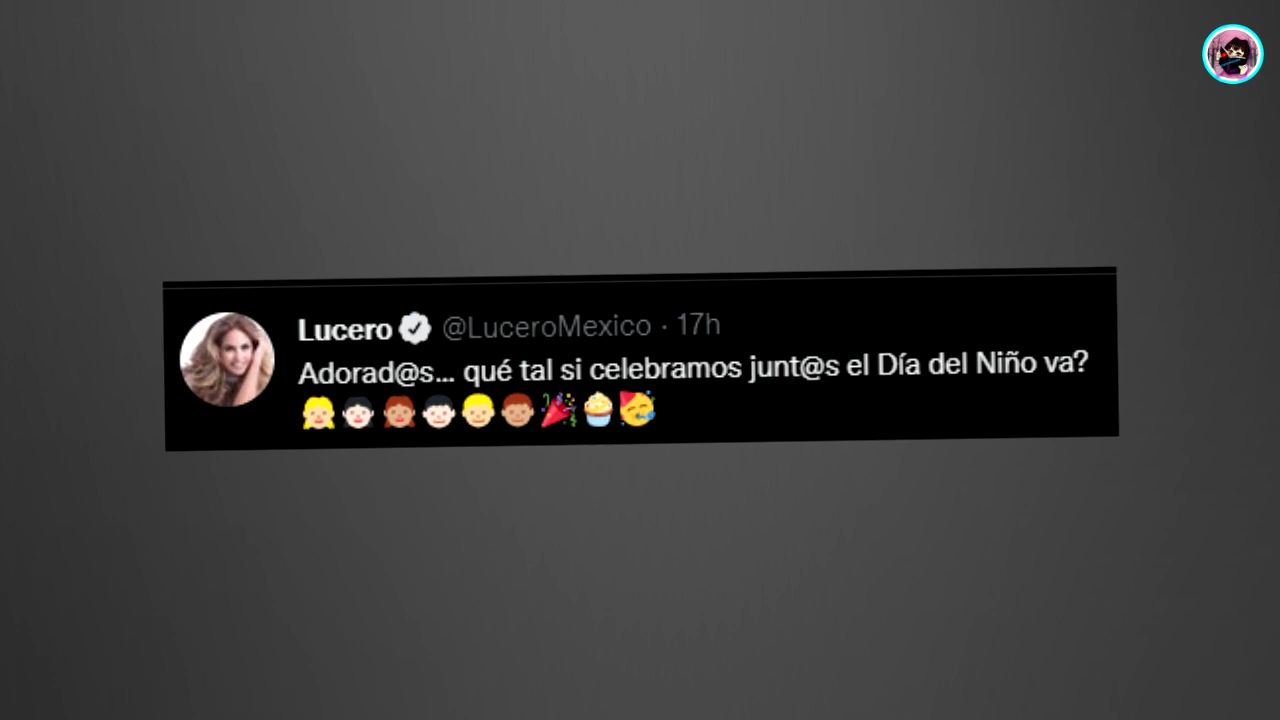 Lucero @LuceroMexico · 17h
Adorad@s... qué tal si celebramos junt@s el Día del Niño va?
👧🏼👧🏻👧🏽👦🏻👦🏼👦🏽🎉🧁🥳